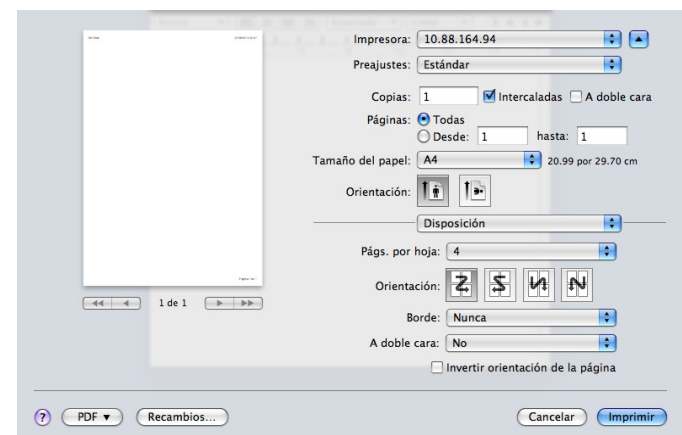 Impresora: 10.88.164.94
Preajustes: Estándar
Copias: 1 Intercaladas A doble cara
Páginas: Todas
Desde: 1 hasta: 1
Tamaño del papel: A4 20.99 por 29.70 cm
Orientación:
Disposición
Págs. por hoja: 4
Orientación:
1 de 1
Borde: Nunca
A doble cara: No
Invertir orientación de la página
? PDF Recambios... Cancelar Imprimir